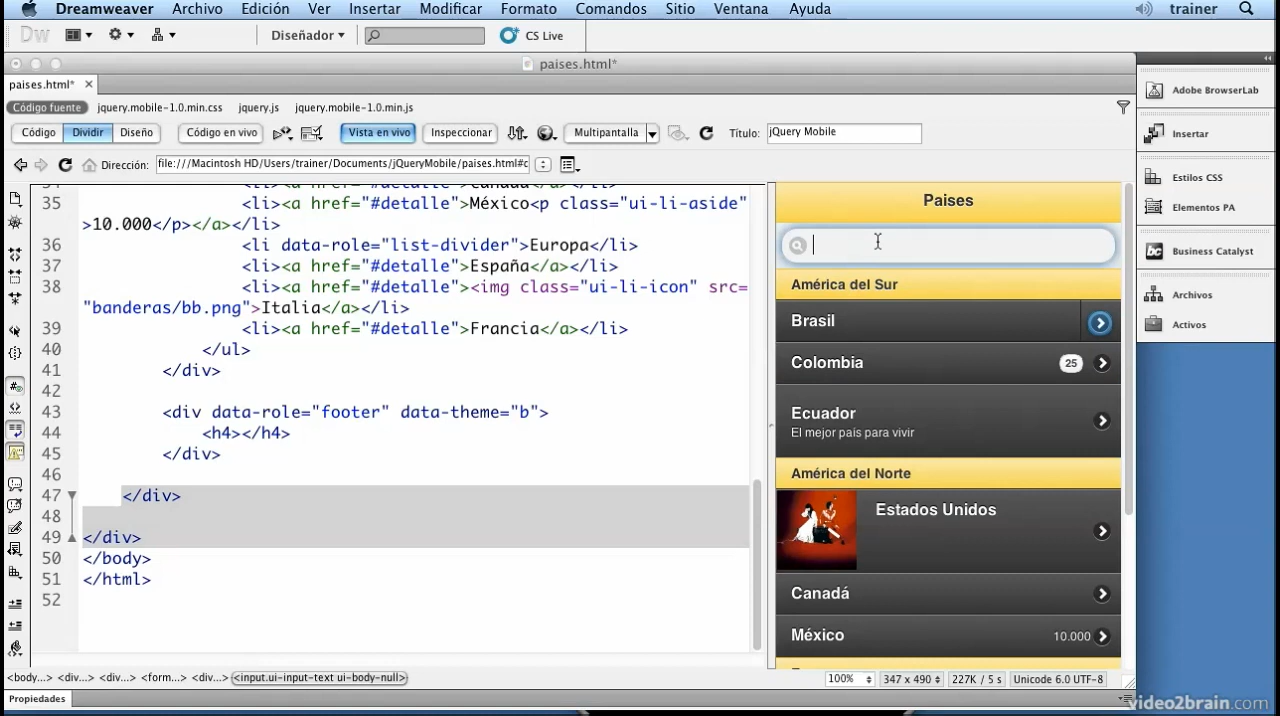 Dreamweaver Archivo Edición Ver Insertar Modificar Formato Comandos Sitio Ventana Ayuda trainer
Dw Diseñador CS Live
paises.html*
paises.html*
Código fuente jquery.mobile-1.0.min.css jquery.js jquery.mobile-1.0.min.js
Código Dividir Diseño Código en vivo Vista en vivo Inspeccionar Multipantalla Título: jQuery Mobile
Dirección: file:///Macintosh HD/Users/trainer/Documents/jQueryMobile/paises.html#c
35 <li><a href="#detalle">México<p class="ui-li-aside"
>10.000</p></a></li>
36 <li data-role="list-divider">Europa</li>
37 <li><a href="#detalle">España</a></li>
38 <li><a href="#detalle"><img class="ui-li-icon" src=
"banderas/bb.png">Italia</a></li>
39 <li><a href="#detalle">Francia</a></li>
40 </ul>
41 </div>
42
43 <div data-role="footer" data-theme="b">
44 <h4></h4>
45 </div>
46
47 </div>
48
49 </div>
50 </body>
51 </html>
52
Paises
América del Sur
Brasil
Colombia 25
Ecuador
El mejor país para vivir
América del Norte
Estados Unidos
Canadá
México 10.000
Adobe BrowserLab
Insertar
Estilos CSS
Elementos PA
bc Business Catalyst
Archivos
Activos
<body...> <div...> <div...> <form...> <div...> <input.ui-input-text ui-body-null> 100% 347 x 490 227K / 5 s Unicode 6.0 UTF-8
Propiedades
video2brain.com